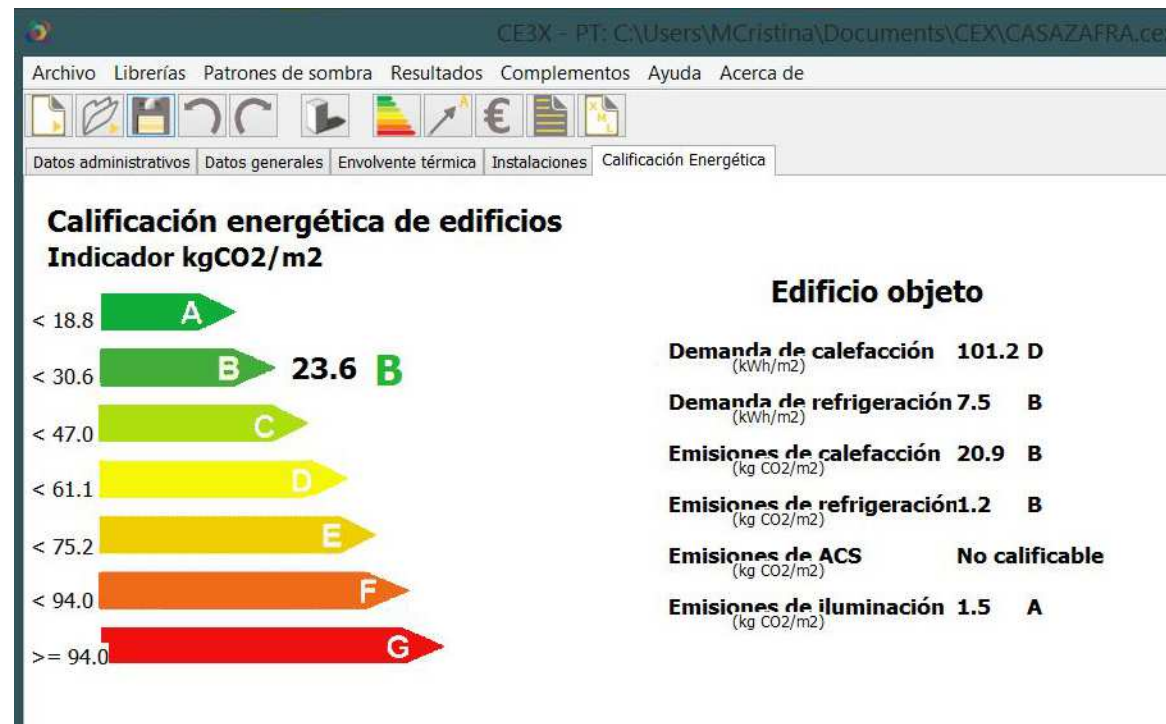 CE3X - PT: C:\Users\MCristina\Documents\CEX\CASAZAFRA.ce
Archivo Librerías Patrones de sombra Resultados Complementos Ayuda Acerca de
A € XML
Datos administrativos Datos generales Envolvente térmica Instalaciones Calificación Energética
Calificación energética de edificios
Indicador kgCO2/m2
Edificio objeto
< 18.8 A
< 30.6 B 23.6 B
< 47.0 C
< 61.1 D
< 75.2 E
< 94.0 F
>= 94.0 G
Demanda de calefacción 101.2 D
(kWh/m2)
Demanda de refrigeración 7.5 B
(kWh/m2)
Emisiones de calefacción 20.9 B
(kg CO2/m2)
Emisiones de refrigeración 1.2 B
(kg CO2/m2)
Emisiones de ACS No calificable
(kg CO2/m2)
Emisiones de iluminación 1.5 A
(kg CO2/m2)